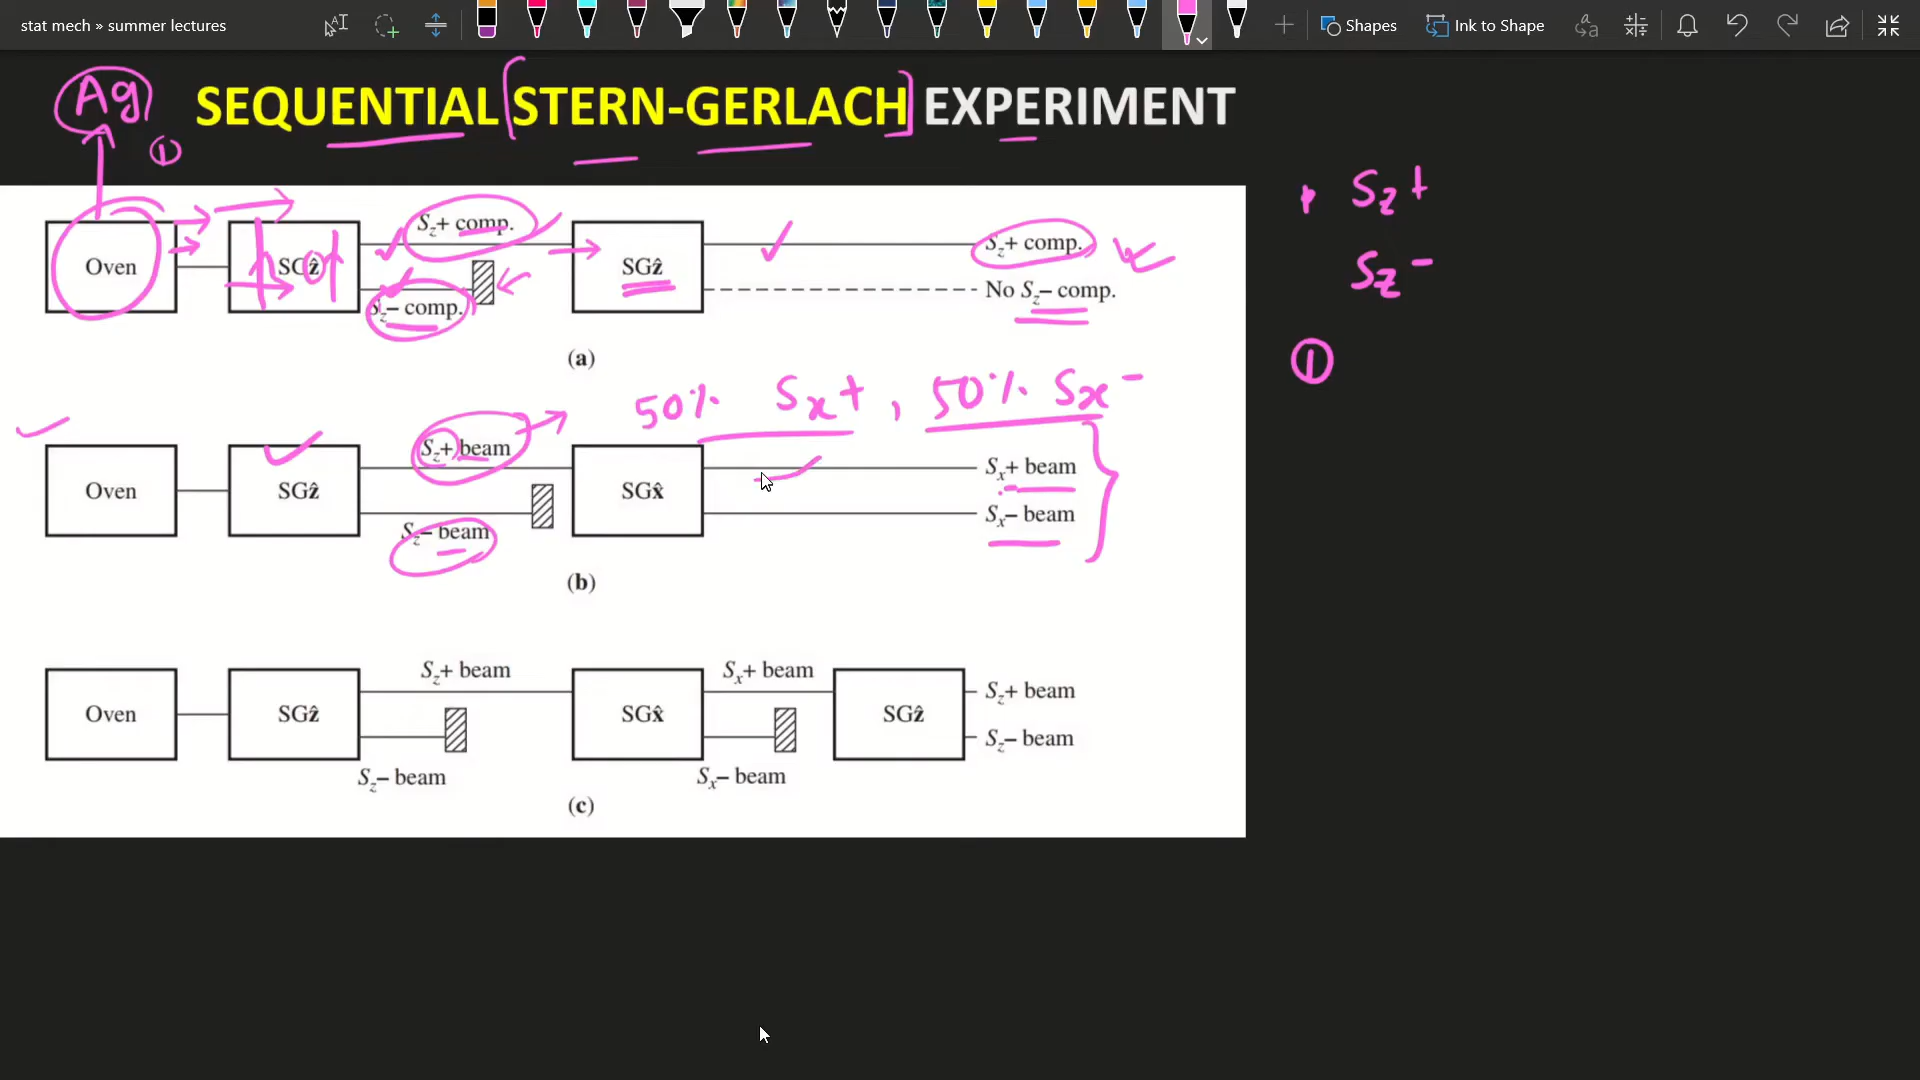 stat mech » summer lectures
Shapes
Ink to Shape
Ag
①
SEQUENTIAL [STERN-GERLACH] EXPERIMENT
Sz+ comp.
Oven
SGẑ
hot
Sz– comp.
SGẑ
Sz+ comp.
No Sz– comp.
(a)
Sz+
Sz-
①
50% Sx+, 50% Sx-
Sz+ beam
Oven
SGẑ
Sz– beam
SGx̂
Sx+ beam
Sx– beam
(b)
Sz+ beam
Sx+ beam
Oven
SGẑ
SGx̂
SGẑ
Sz+ beam
Sz– beam
Sz– beam
Sx– beam
(c)